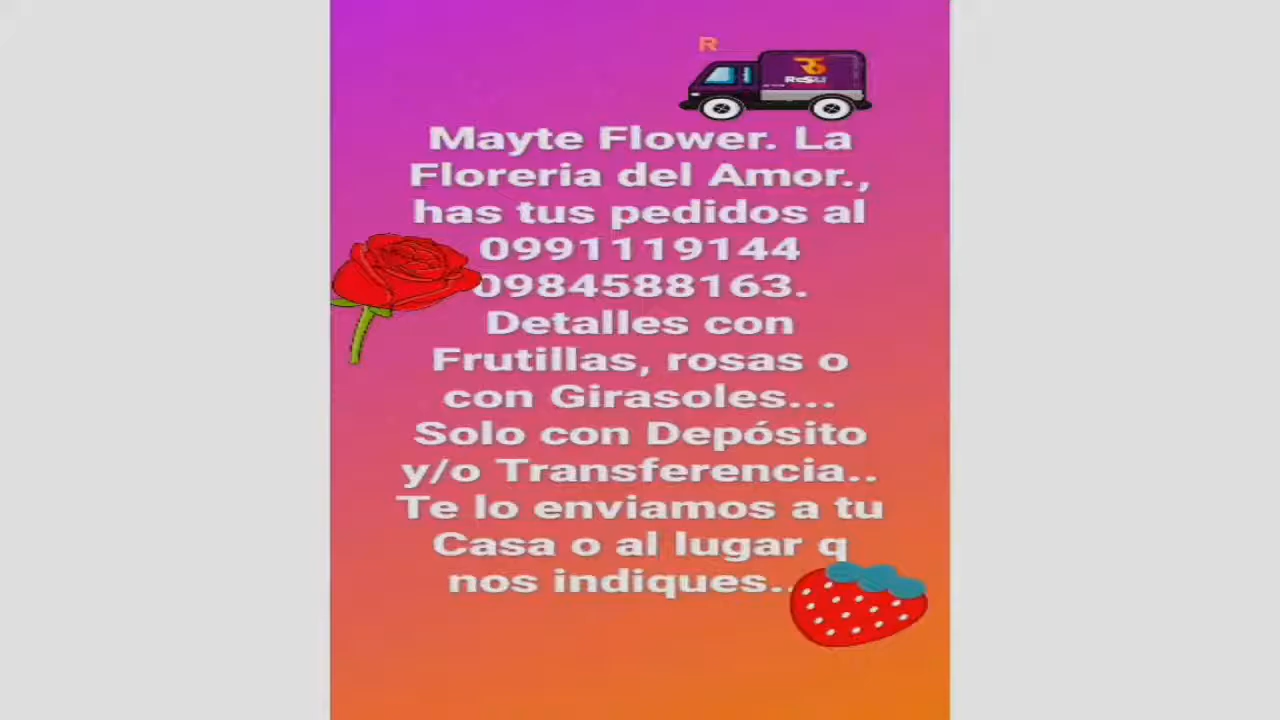 R
Mayte Flower. La
Floreria del Amor.,
has tus pedidos al
0991119144
0984588163.
Detalles con
Frutillas, rosas o
con Girasoles...
Solo con Depósito
y/o Transferencia..
Te lo enviamos a tu
Casa o al lugar q
nos indiques..